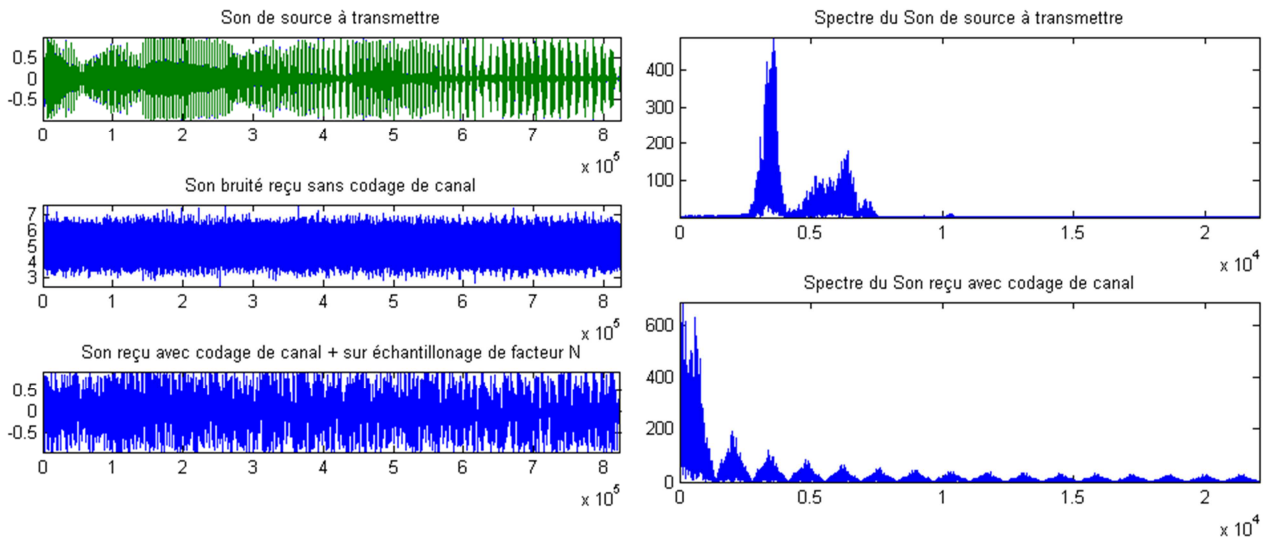 Son de source à transmettre
0.5
0
-0.5
0 1 2 3 4 5 6 7 8
x 10^5
Son bruité reçu sans codage de canal
7
6
5
4
3
0 1 2 3 4 5 6 7 8
x 10^5
Son reçu avec codage de canal + sur échantillonage de facteur N
0.5
0
-0.5
0 1 2 3 4 5 6 7 8
x 10^5
Spectre du Son de source à transmettre
400
300
200
100
0 0.5 1 1.5 2
x 10^4
Spectre du Son reçu avec codage de canal
600
400
200
0
0 0.5 1 1.5 2
x 10^4